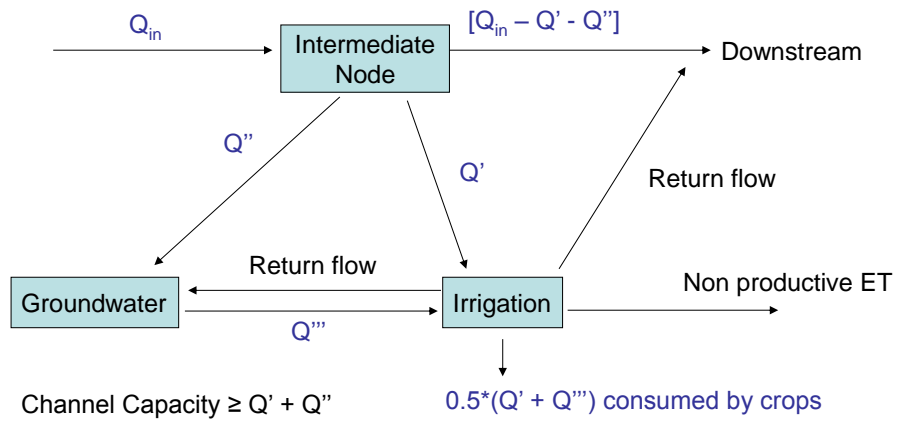 Q_in
[Q_in – Q' - Q’’]
Intermediate
Node
Downstream
Q’’
Q’
Return flow
Return flow
Non productive ET
Groundwater
Irrigation
Q’’’
Channel Capacity ≥ Q’ + Q’’
0.5*(Q’ + Q’’’) consumed by crops